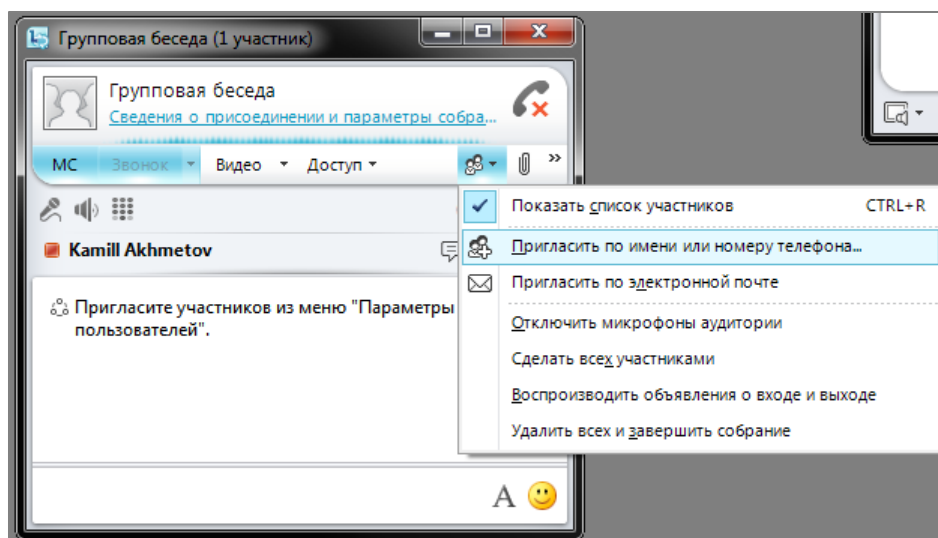 Групповая беседа (1 участник)
Групповая беседа
Сведения о присоединении и параметры собра...
МС Звонок Видео Доступ
Kamill Akhmetov
Пригласите участников из меню "Параметры
пользователей".
A
Показать список участников CTRL+R
Пригласить по имени или номеру телефона...
Пригласить по электронной почте
Отключить микрофоны аудитории
Сделать всех участниками
Воспроизводить объявления о входе и выходе
Удалить всех и завершить собрание